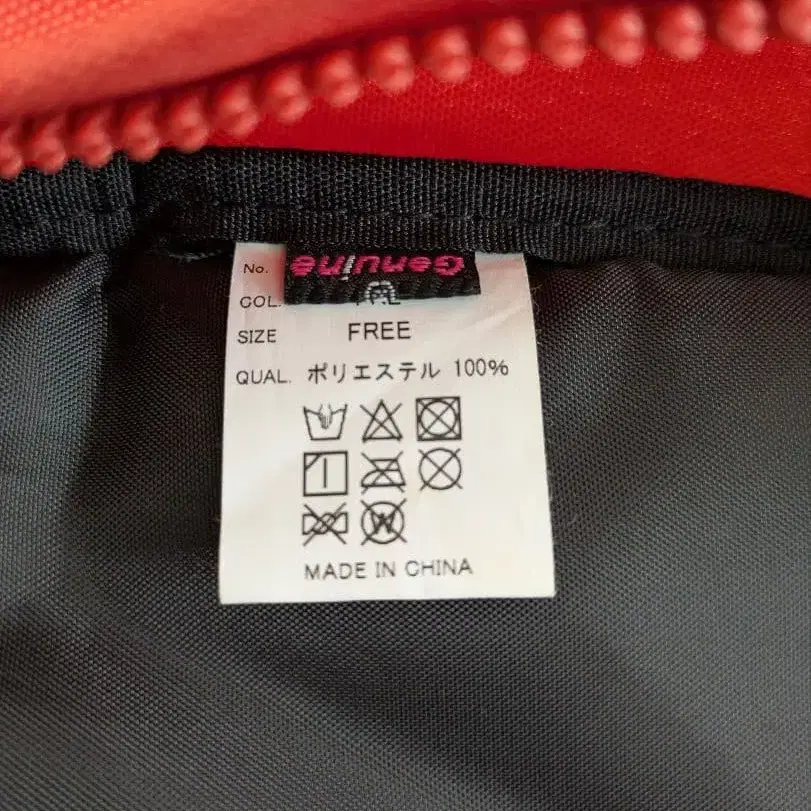 No.
Genuine
COL.
SIZE FREE
QUAL. ポリエステル 100%
W
MADE IN CHINA